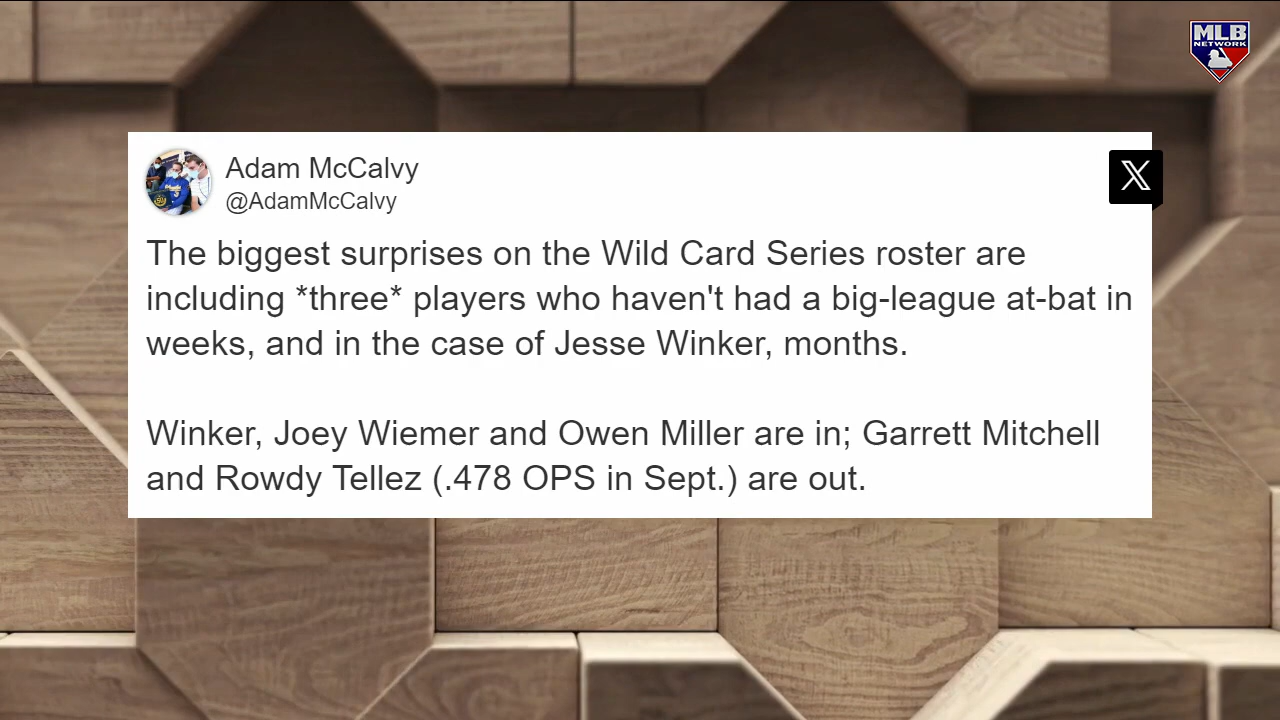 MLB
NETWORK
Adam McCalvy
@AdamMcCalvy
The biggest surprises on the Wild Card Series roster are
including *three* players who haven't had a big-league at-bat in
weeks, and in the case of Jesse Winker, months.
Winker, Joey Wiemer and Owen Miller are in; Garrett Mitchell
and Rowdy Tellez (.478 OPS in Sept.) are out.